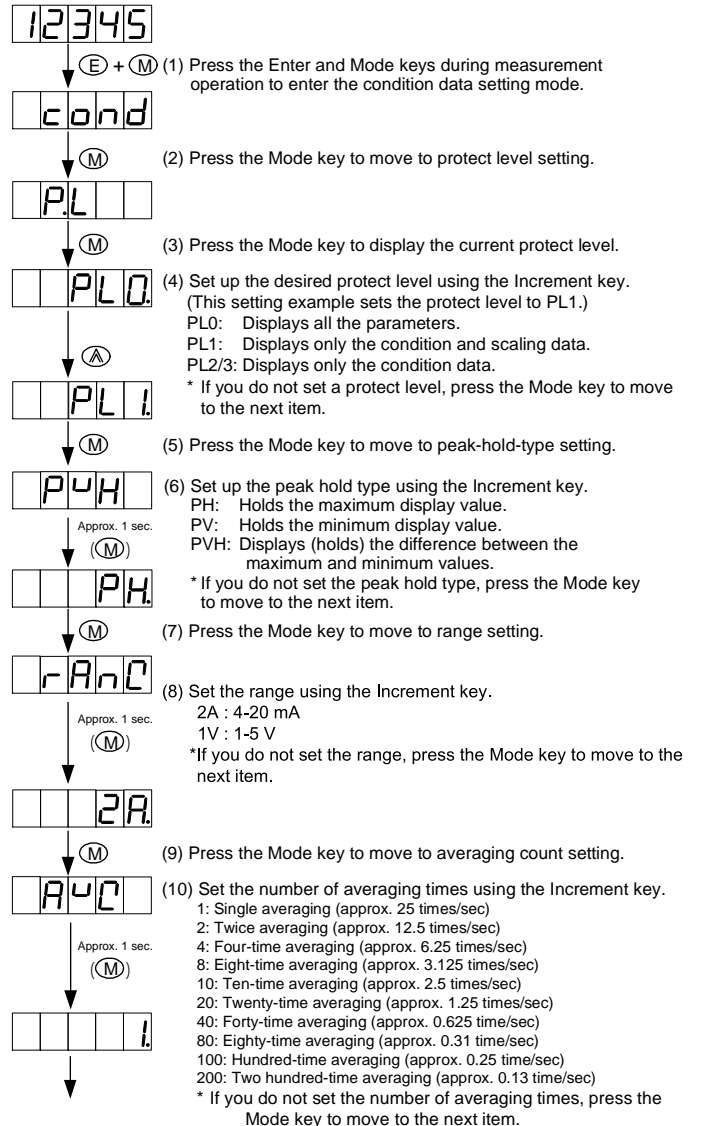 12345
E + M (1) Press the Enter and Mode keys during measurement
operation to enter the condition data setting mode.
cond
M (2) Press the Mode key to move to protect level setting.
P.L
M (3) Press the Mode key to display the current protect level.
PL0.
(4) Set up the desired protect level using the Increment key.
(This setting example sets the protect level to PL1.)
PL0: Displays all the parameters.
PL1: Displays only the condition and scaling data.
PL2/3: Displays only the condition data.
* If you do not set a protect level, press the Mode key to move
to the next item.
PL1.
M (5) Press the Mode key to move to peak-hold-type setting.
PVH
(6) Set up the peak hold type using the Increment key.
PH: Holds the maximum display value.
PV: Holds the minimum display value.
PVH: Displays (holds) the difference between the
maximum and minimum values.
* If you do not set the peak hold type, press the Mode key
to move to the next item.
Approx. 1 sec.
(M)
PH.
M (7) Press the Mode key to move to range setting.
rAnC
(8) Set the range using the Increment key.
2A : 4-20 mA
1V : 1-5 V
*If you do not set the range, press the Mode key to move to the
next item.
Approx. 1 sec.
(M)
2A.
M (9) Press the Mode key to move to averaging count setting.
AVC
(10) Set the number of averaging times using the Increment key.
1: Single averaging (approx. 25 times/sec)
2: Twice averaging (approx. 12.5 times/sec)
4: Four-time averaging (approx. 6.25 times/sec)
8: Eight-time averaging (approx. 3.125 times/sec)
10: Ten-time averaging (approx. 2.5 times/sec)
20: Twenty-time averaging (approx. 1.25 times/sec)
40: Forty-time averaging (approx. 0.625 time/sec)
80: Eighty-time averaging (approx. 0.31 time/sec)
100: Hundred-time averaging (approx. 0.25 time/sec)
200: Two hundred-time averaging (approx. 0.13 time/sec)
* If you do not set the number of averaging times, press the
Mode key to move to the next item.
Approx. 1 sec.
(M)
1.